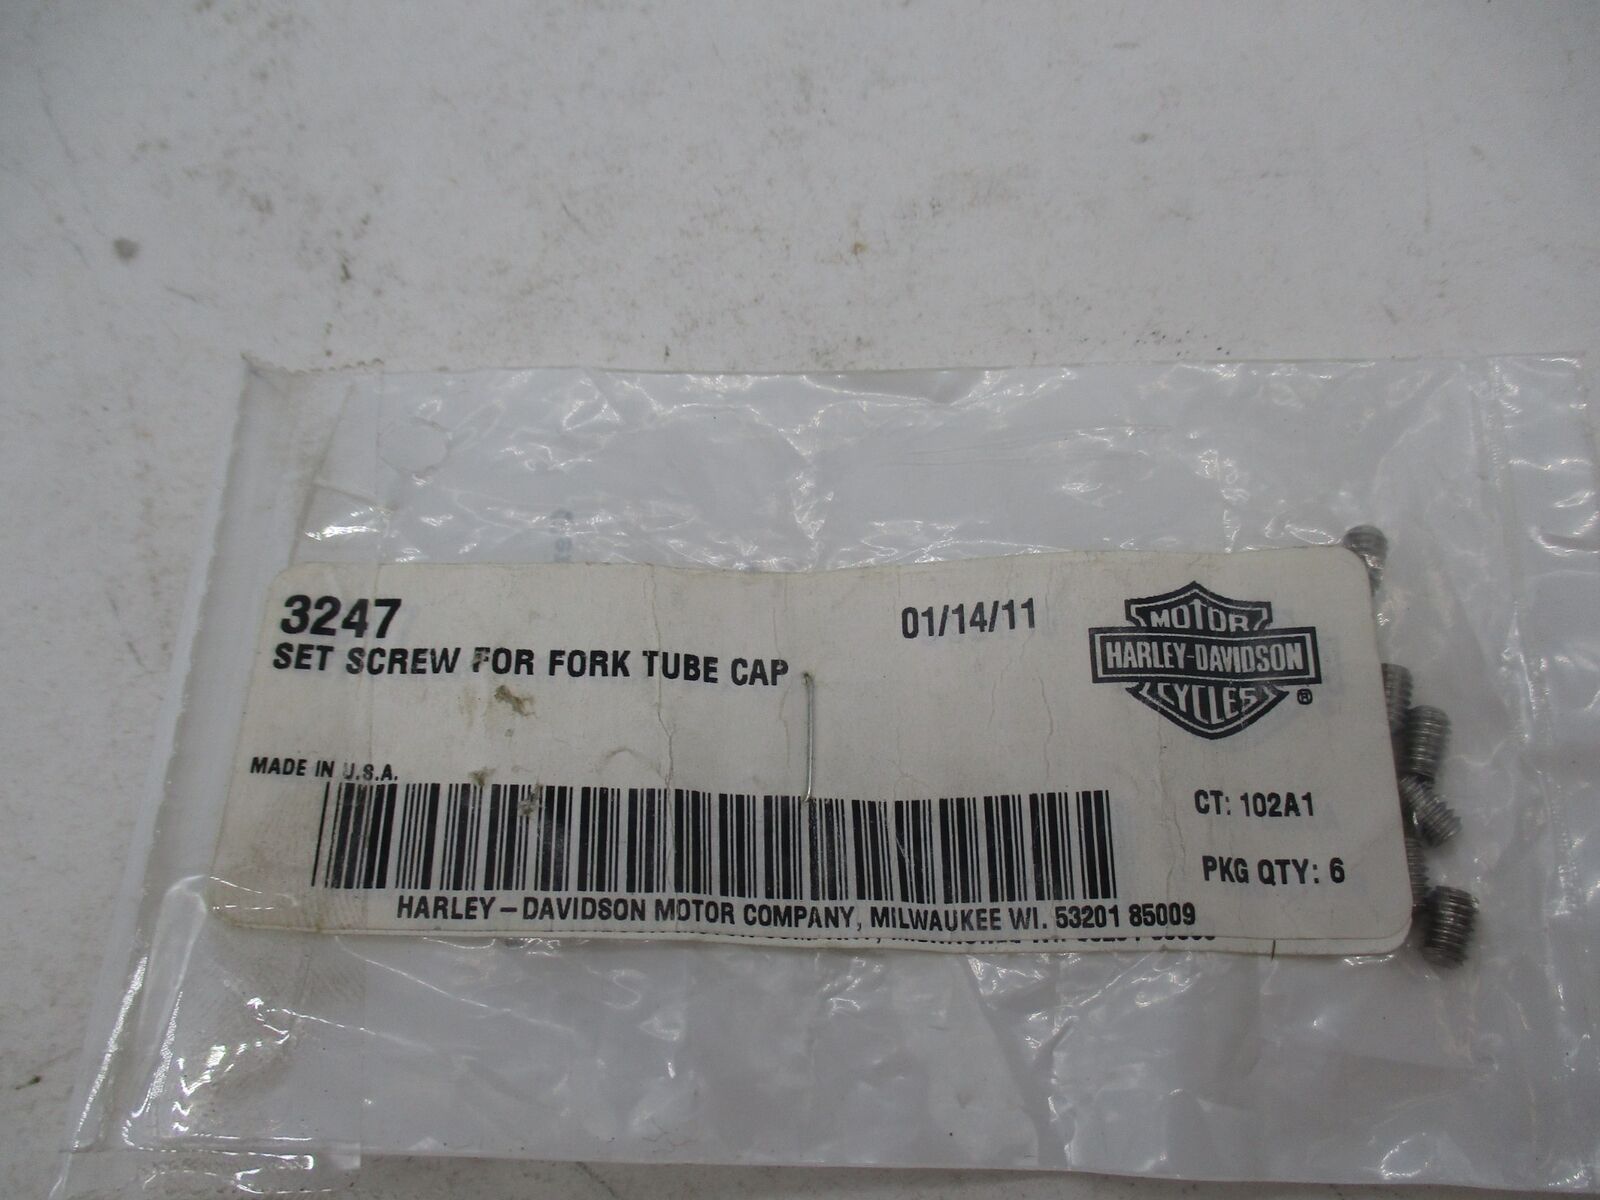 3247
01/14/11
SET SCREW FOR FORK TUBE CAP
MOTOR
HARLEY-DAVIDSON
CYCLES ®
MADE IN U.S.A.
CT: 102A1
PKG QTY: 6
HARLEY-DAVIDSON MOTOR COMPANY, MILWAUKEE WI. 53201 85009